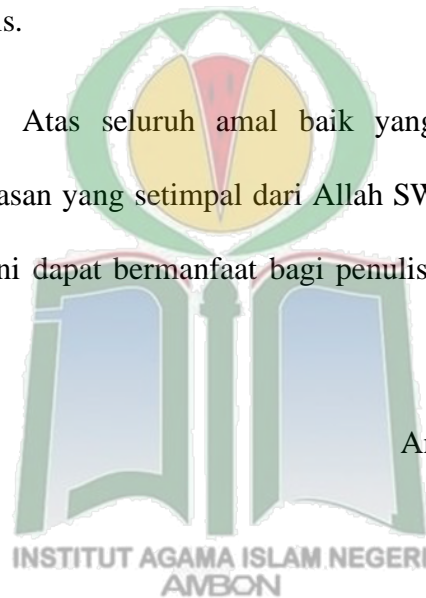 is.
Atas seluruh amal baik yang
asan yang setimpal dari Allah SW
ni dapat bermanfaat bagi penulis
INSTITUT AGAMA ISLAM NEGERI
AMBON